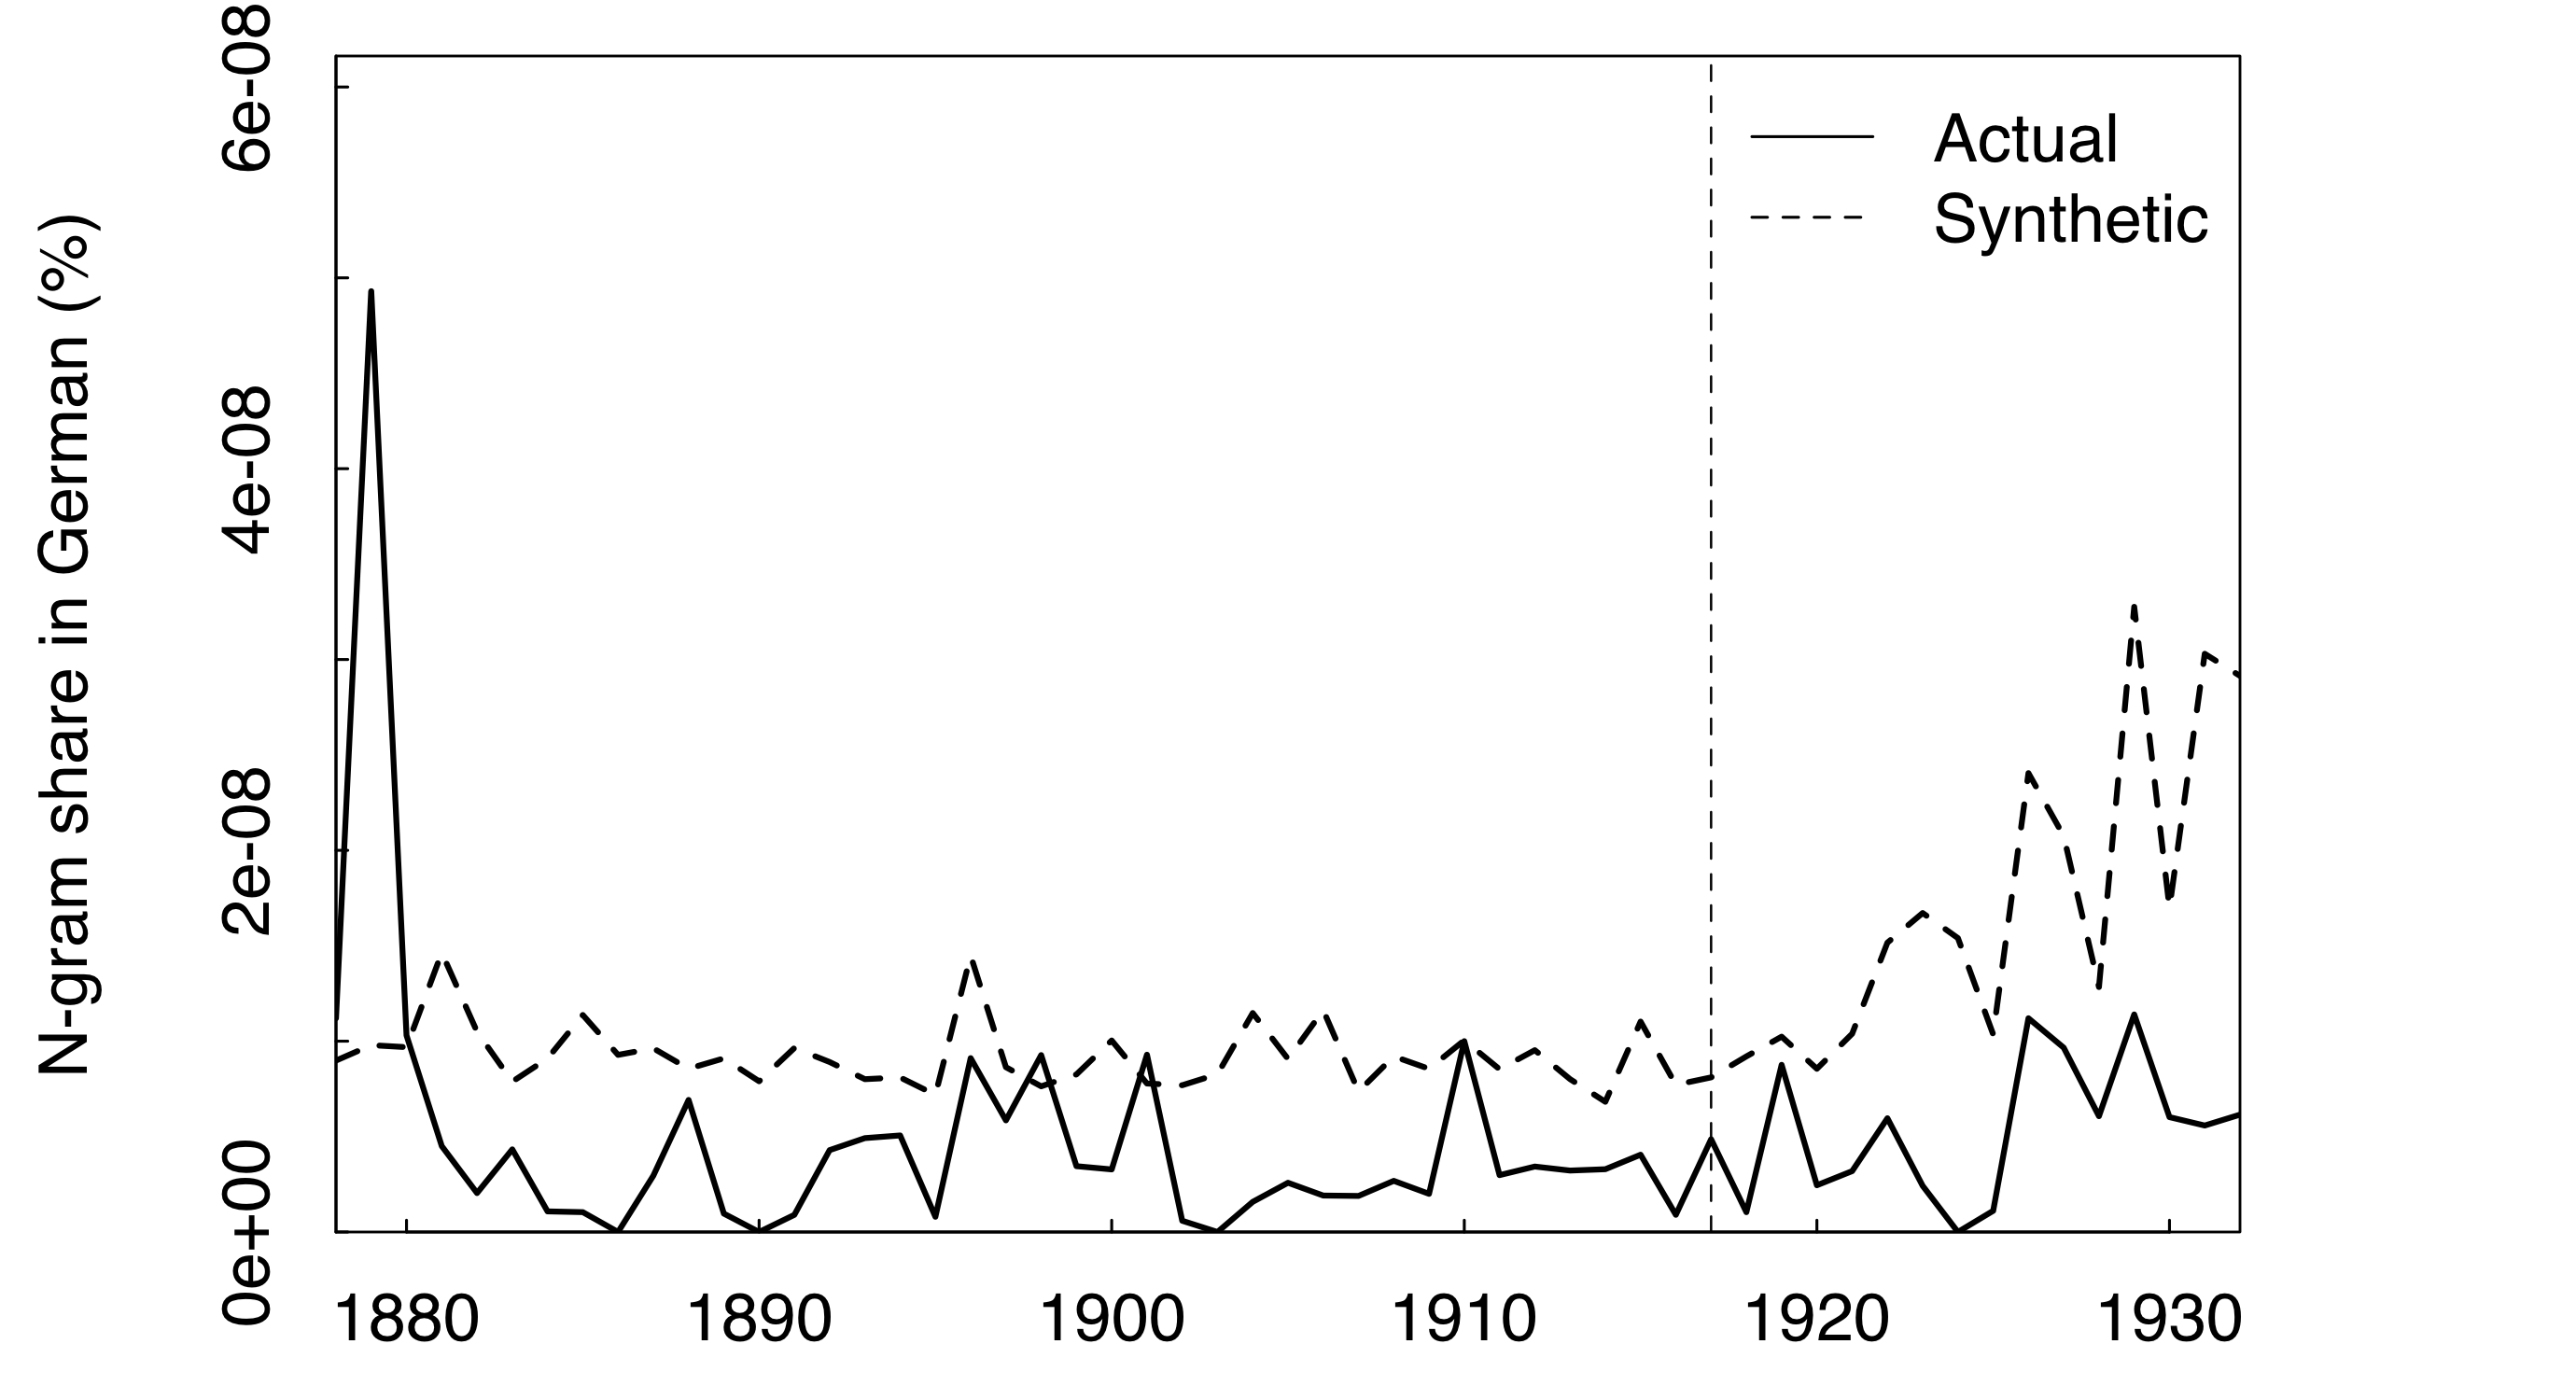 N-gram share in German (%)
6e-08
4e-08
2e-08
0e+00
Actual
Synthetic
1880 1890 1900 1910 1920 1930